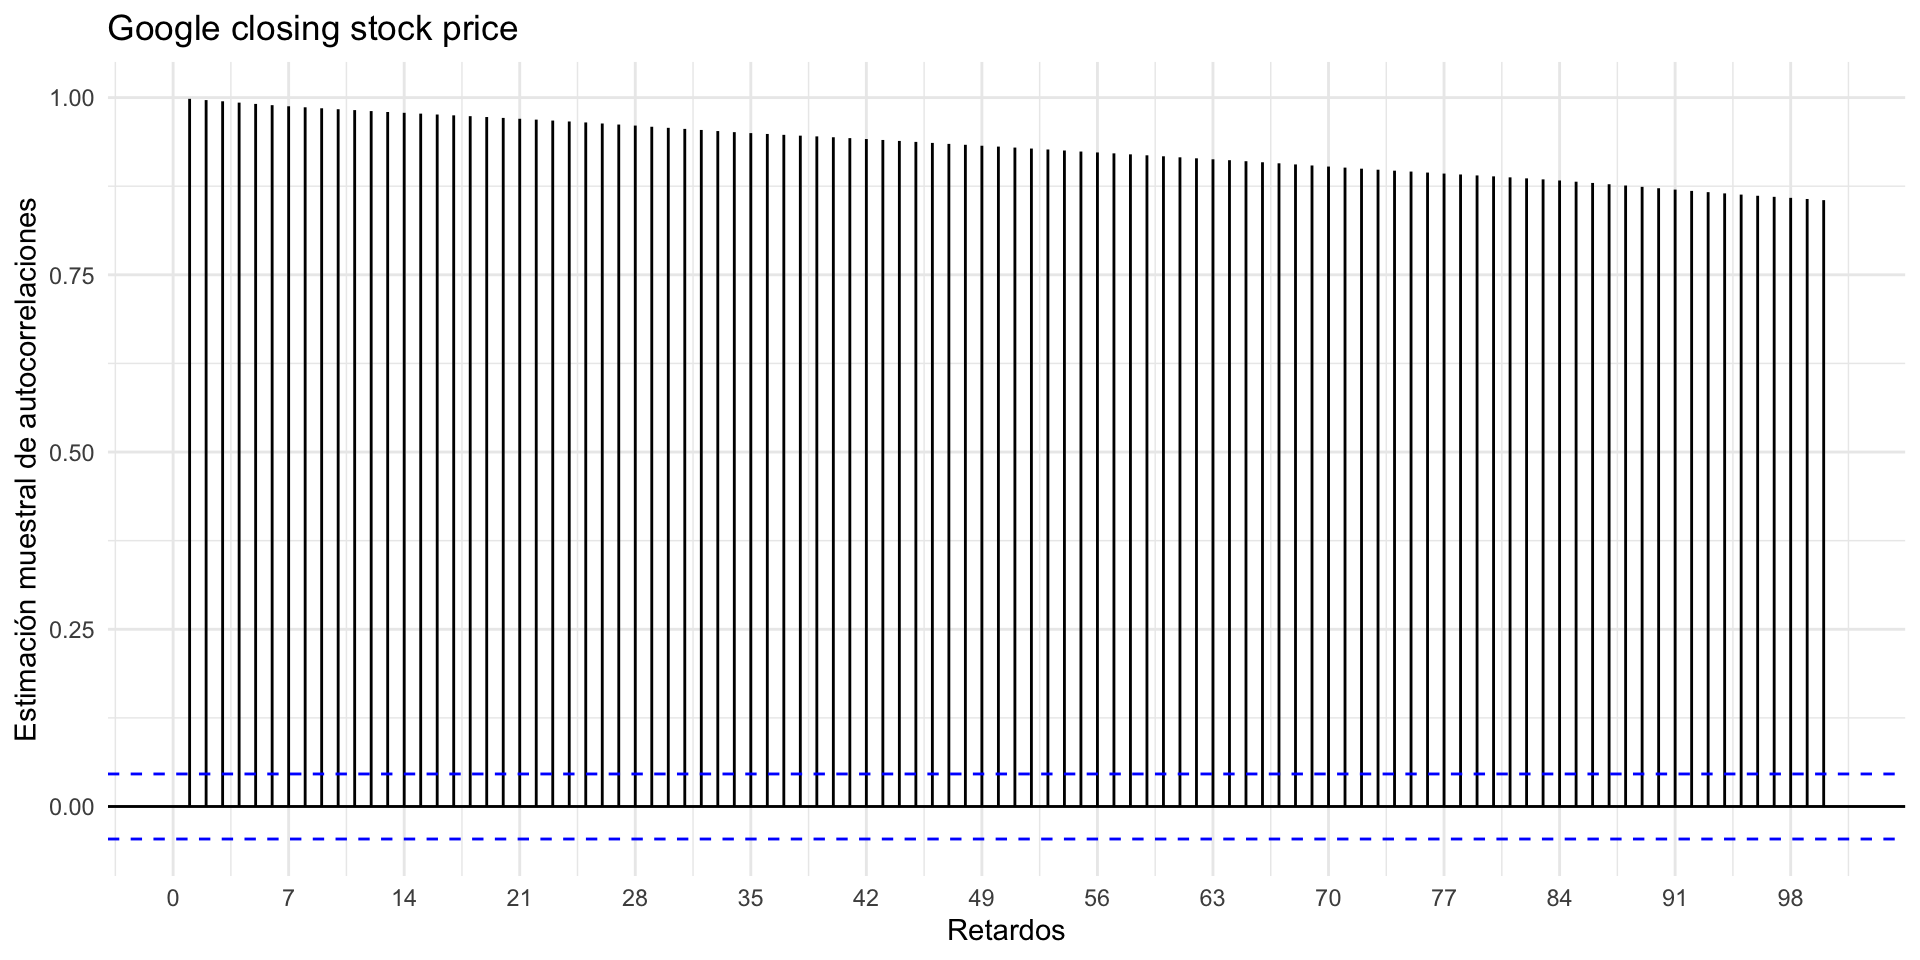 Google closing stock price
Estimación muestral de autocorrelaciones
1.00
0.75
0.50
0.25
0.00
0 7 14 21 28 35 42 49 56 63 70 77 84 91 98
Retardos